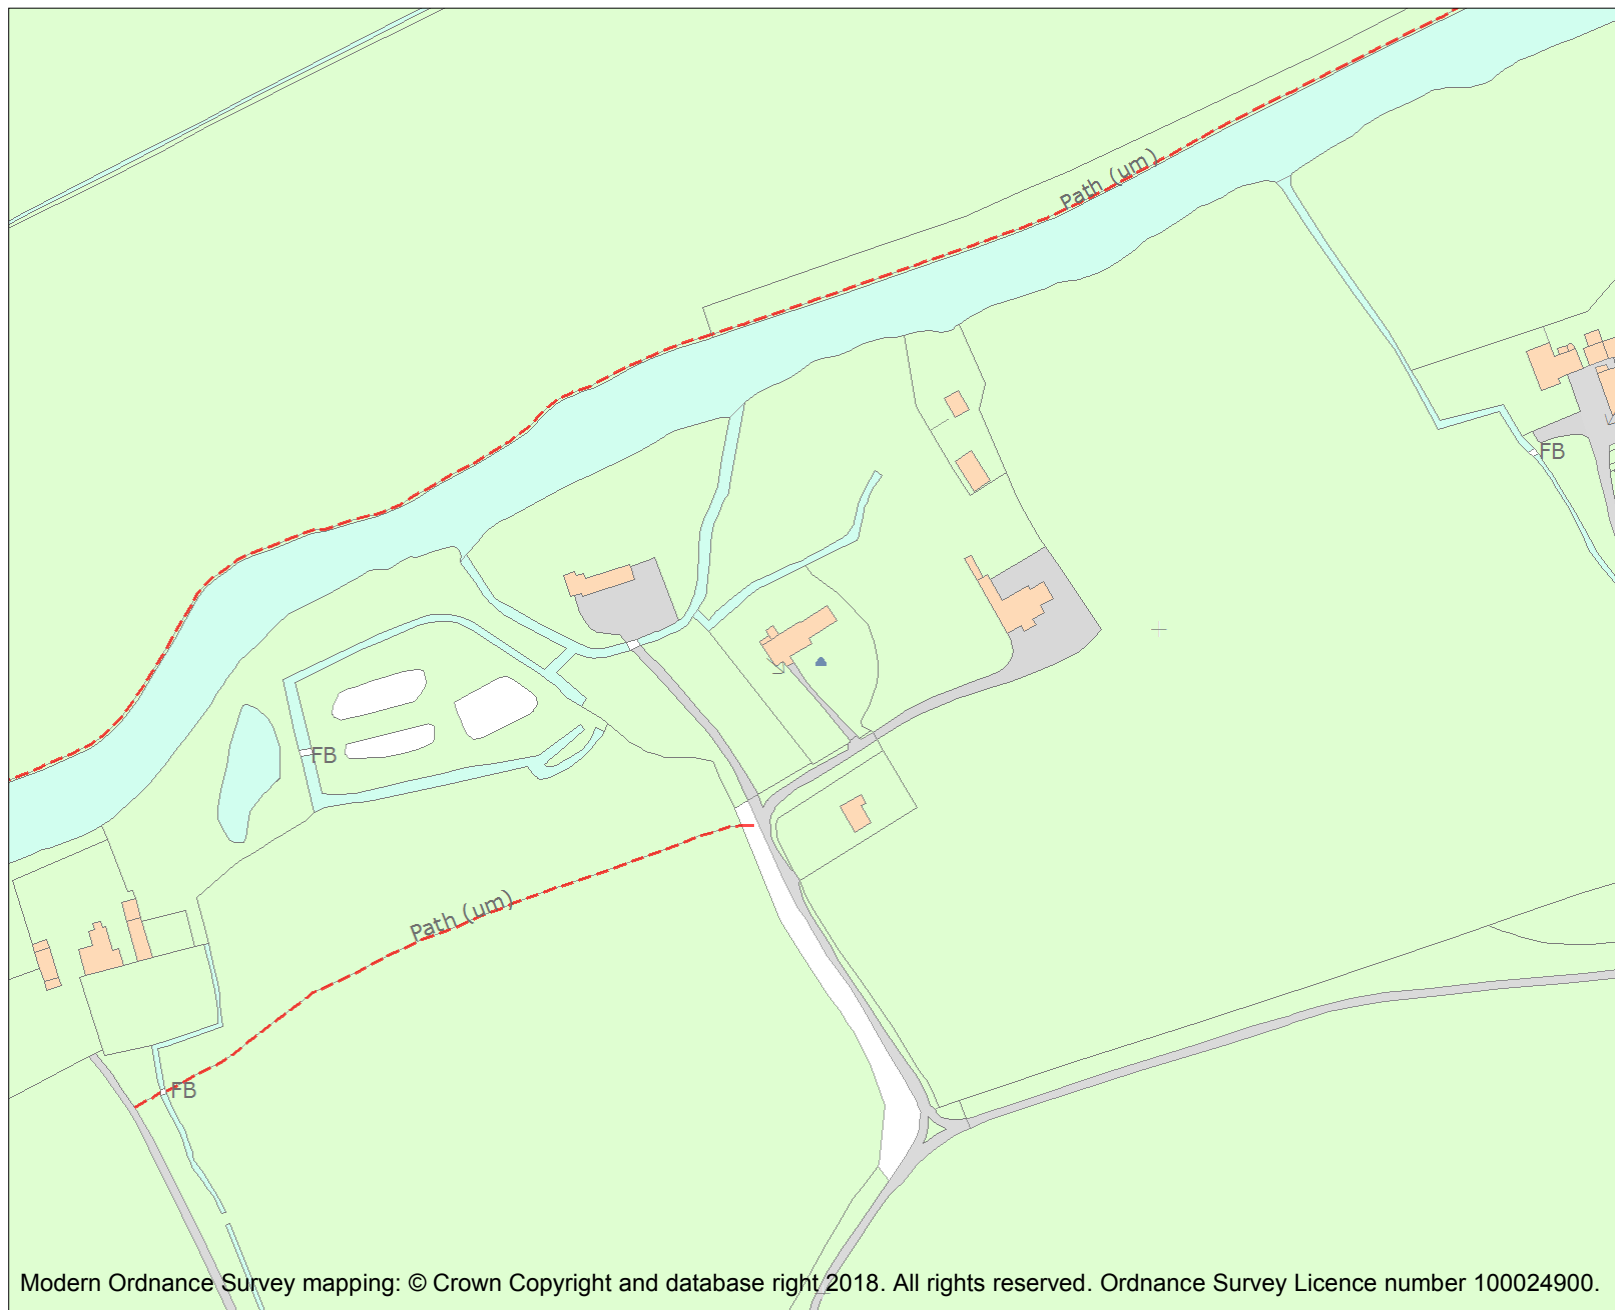 Path (um)
FB
FB
Path (um)
FB
Modern Ordnance Survey mapping: © Crown Copyright and database right 2018. All rights reserved. Ordnance Survey Licence number 100024900.